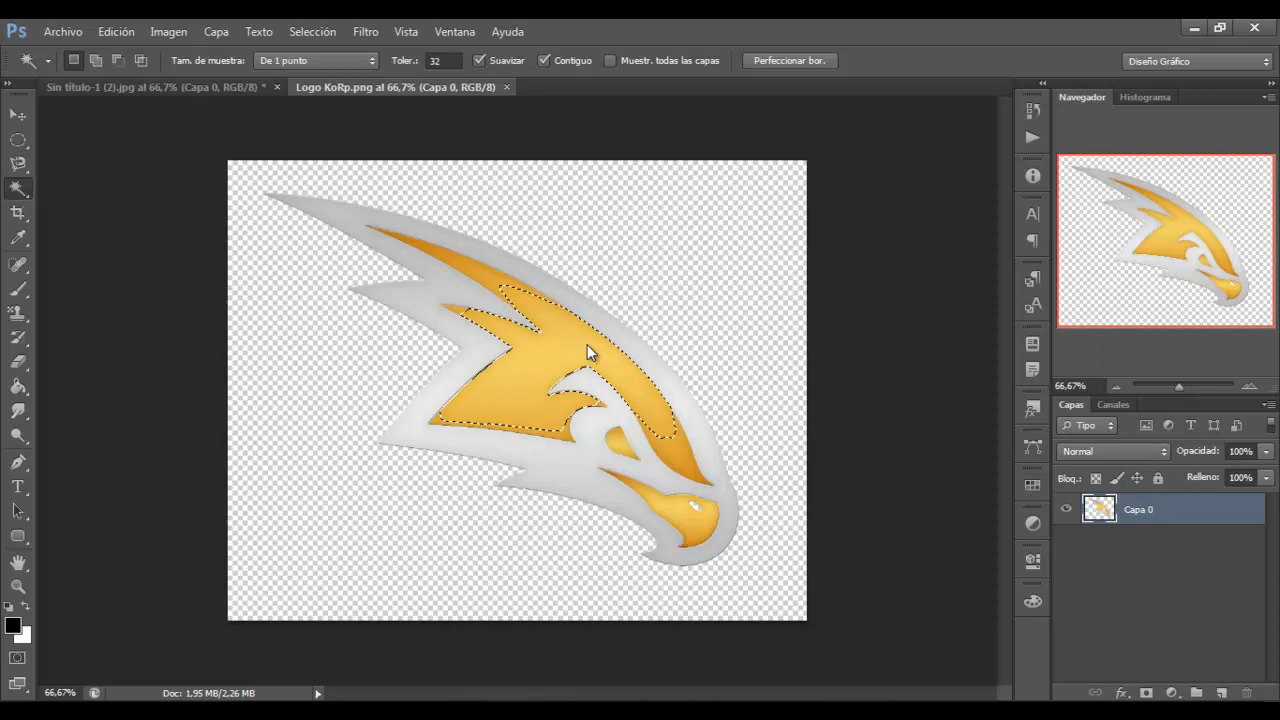 Ps Archivo Edición Imagen Capa Texto Selección Filtro Vista Ventana Ayuda
Tam. de muestra: De 1 punto Toler.: 32 Suavizar Contiguo Muestr. todas las capas Perfeccionar bor. Diseño Gráfico
Sin título-1 (2).jpg al 66,7% (Capa 0, RGB/8) * × Logo KoRp.png al 66,7% (Capa 0, RGB/8) ×
Navegador Histograma
66,67%
Capas Canales
Tipo
Normal Opacidad: 100%
Bloq.: Relleno: 100%
Capa 0
66,67% Doc: 1,95 MB/2,26 MB